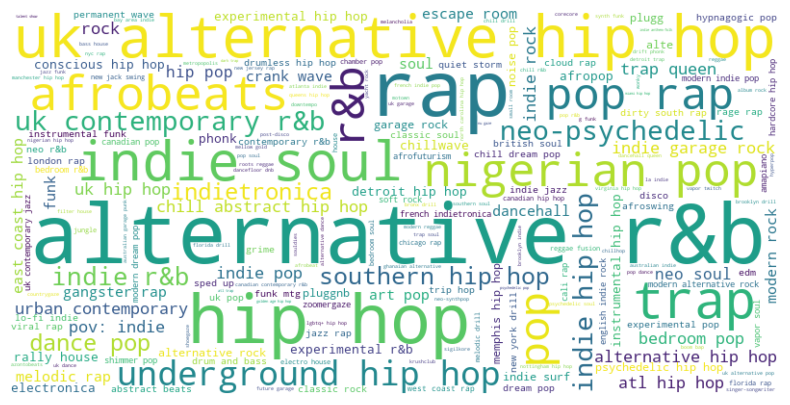 permanent wave
experimental hip hop
escape room
plugg
hypnagogic pop
uk alternative hip hop
rock
alte
conscious hip hop
drumless hip hop
soul
quiet storm
noise pop
cloud rap
hip pop
crank wave
new jack swing
afropop
trap queen
chamber pop
modern indie pop
afrobeats
r&b
rap
pop rap
indie rock
hardcore hip hop
dirty south rap
rage rap
uk contemporary r&b
instrumental funk
canadian pop
phonk
contemporary r&b
garage rock
classic soul
chillwave
british soul
neo-psychedelic
neo r&b
london rap
bedroom r&b
indie soul
afrofuturism
chill dream pop
indie garage rock
nigerian pop
amapiano
uk hip hop
funk
indietronica
detroit hip hop
indie jazz
disco
afroswing
soft rock
french indietronica
canadian hip hop
chill abstract hip hop
dancehall
east coast hip hop
uk contemporary jazz
alternative r&b
jungle
grime
chicago rap
reggae fusion
modern rock
indie r&b
indie pop
southern hip hop
indie hip hop
neo soul
edm
modern dream pop
gangster rap
sped up
pluggnb
art pop
trip hop
cali rap
modern alternative rock
trap
urban contemporary
uk pop
funk mtg
zoomergaze
hip hop
memphis hip hop
pop
english indie rock
instrumental hip hop
lo-fi indie
viral rap
pov: indie
jazz rap
melodic drill
new york drill
experimental pop
bedroom pop
vapor soul
dance pop
rally house
shimmer pop
alternative rock
drum and bass
experimental r&b
alternative hip hop
psychedelic hip hop
melodic rap
electronica
abstract beats
underground hip hop
electro house
classic rock
west coast rap
indie surf
dream pop
atl hip hop
florida rap
singer-songwriter